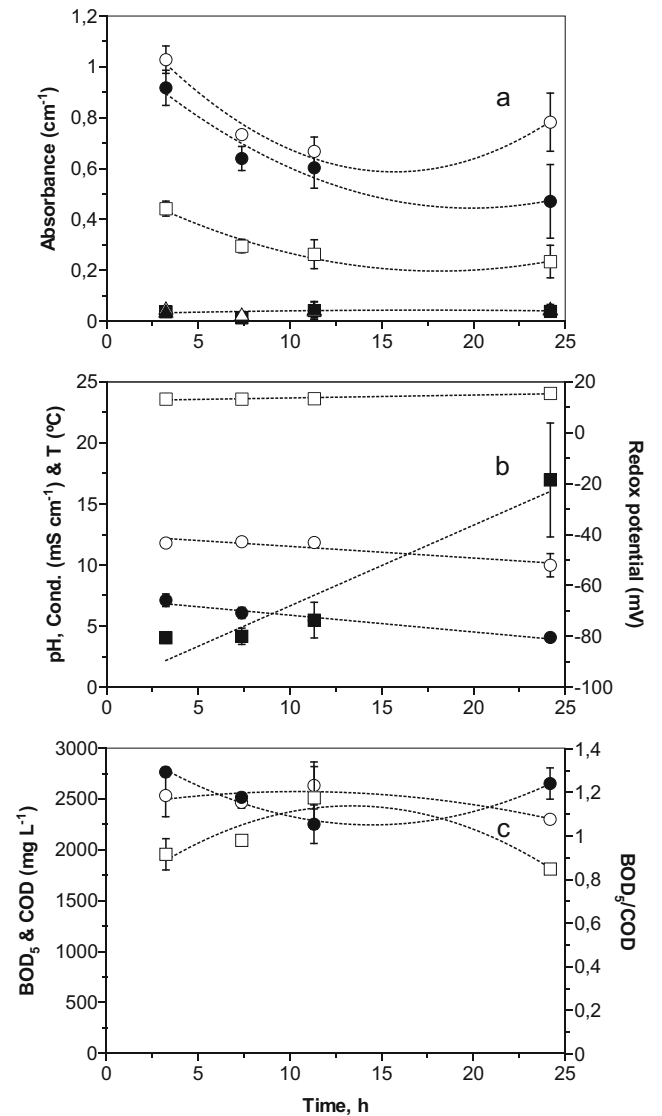 1,2
1
0,8
0,6
0,4
0,2
0
Absorbance (cm-1)
a
0 5 10 15 20 25
25
20
15
10
5
0
pH, Cond. (mS cm-1) & T (ºC)
b
20
0
-20
-40
-60
-80
-100
Redox potential (mV)
0 5 10 15 20 25
3000
2500
2000
1500
1000
500
0
BOD5 & COD (mg L-1)
c
1,4
1,2
1
0,8
0,6
0,4
0,2
0
BOD5/COD
0 5 10 15 20 25
Time, h